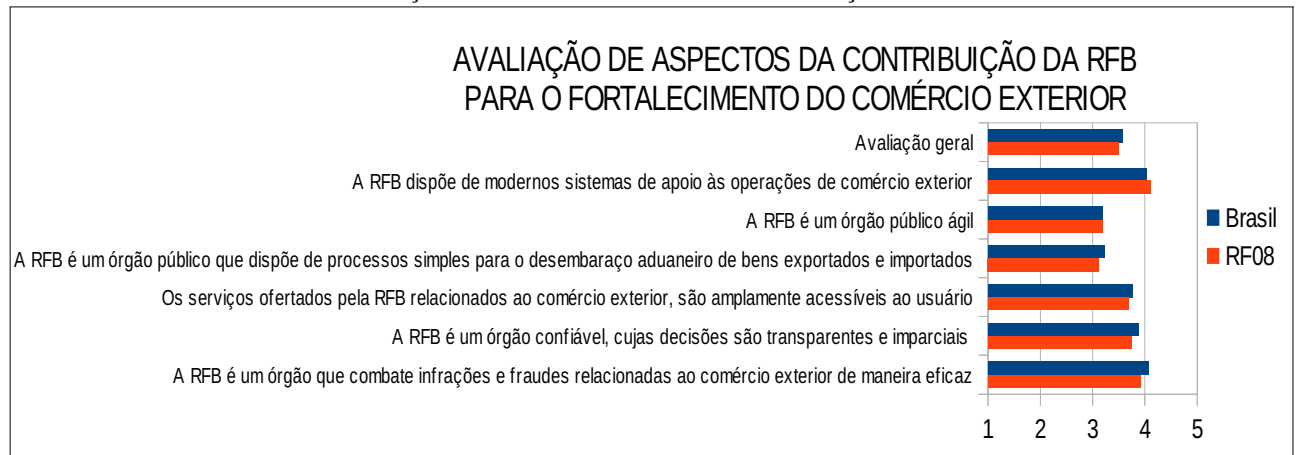 AVALIAÇÃO DE ASPECTOS DA CONTRIBUIÇÃO DA RFB
PARA O FORTALECIMENTO DO COMÉRCIO EXTERIOR
Avaliação geral
A RFB dispõe de modernos sistemas de apoio às operações de comércio exterior
A RFB é um órgão público ágil
A RFB é um órgão público que dispõe de processos simples para o desembaraço aduaneiro de bens exportados e importados
Os serviços ofertados pela RFB relacionados ao comércio exterior, são amplamente acessíveis ao usuário
A RFB é um órgão confiável, cujas decisões são transparentes e imparciais
A RFB é um órgão que combate infrações e fraudes relacionadas ao comércio exterior de maneira eficaz
1 2 3 4 5
Brasil
RF08